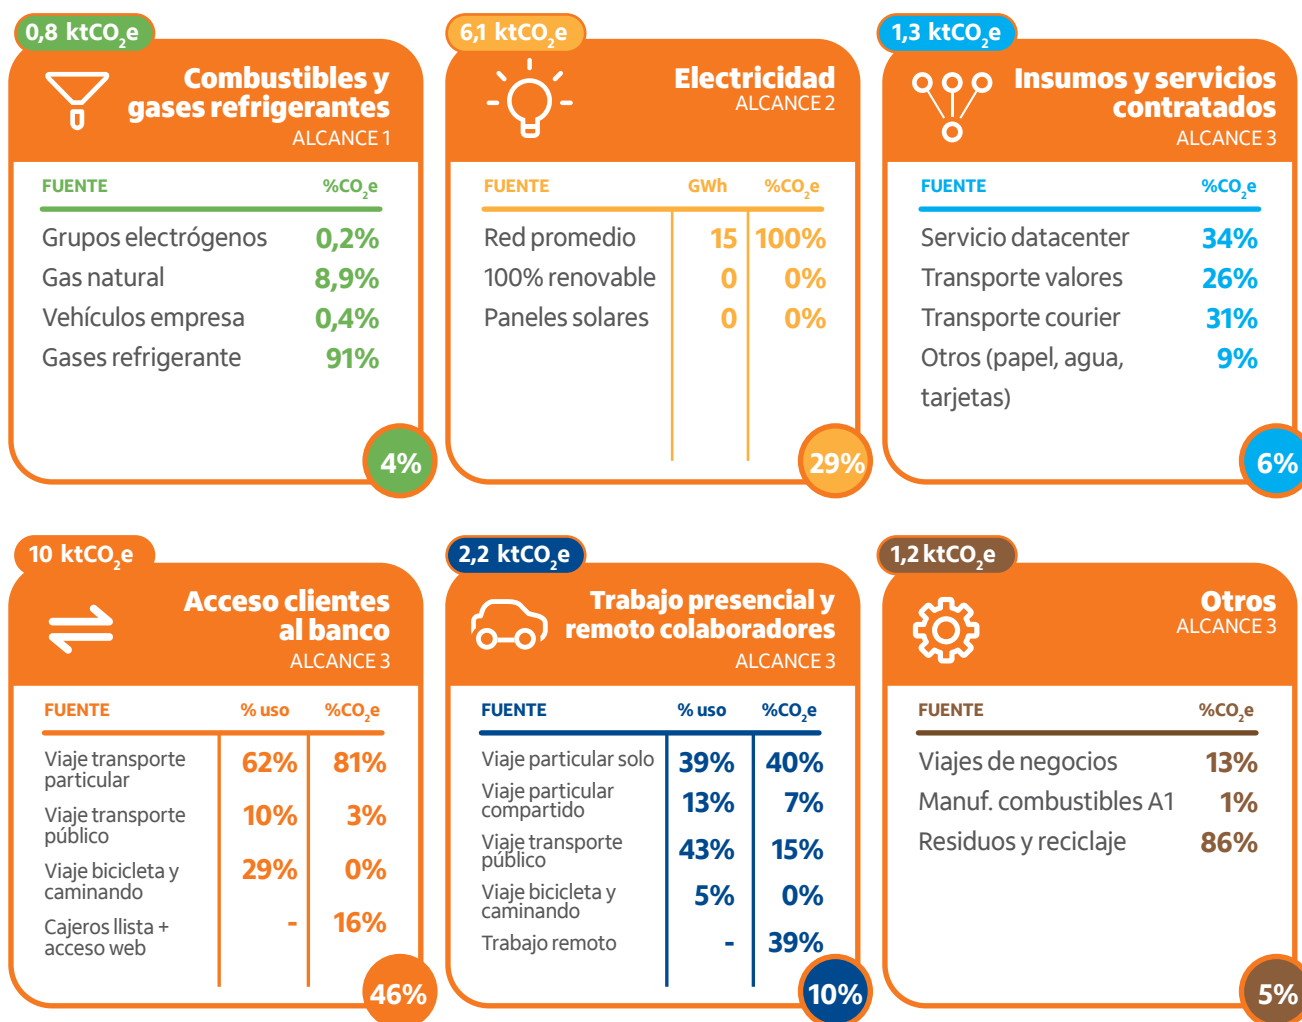 0,8 ktCO₂e
Combustibles y
gases refrigerantes
ALCANCE 1
FUENTE %CO₂e
Grupos electrógenos 0,2%
Gas natural 8,9%
Vehículos empresa 0,4%
Gases refrigerante 91%
4%
6,1 ktCO₂e
Electricidad
ALCANCE 2
FUENTE GWh %CO₂e
Red promedio 15 100%
100% renovable 0 0%
Paneles solares 0 0%
29%
1,3 ktCO₂e
Insumos y servicios
contratados
ALCANCE 3
FUENTE %CO₂e
Servicio datacenter 34%
Transporte valores 26%
Transporte courier 31%
Otros (papel, agua, 9%
tarjetas)
6%
10 ktCO₂e
Acceso clientes
al banco
ALCANCE 3
FUENTE % uso %CO₂e
Viaje transporte
particular 62% 81%
Viaje transporte
público 10% 3%
Viaje bicicleta y
caminando 29% 0%
Cajeros llista +
acceso web - 16%
46%
2,2 ktCO₂e
Trabajo presencial y
remoto colaboradores
ALCANCE 3
FUENTE % uso %CO₂e
Viaje particular solo 39% 40%
Viaje particular
compartido 13% 7%
Viaje transporte
público 43% 15%
Viaje bicicleta y
caminando 5% 0%
Trabajo remoto - 39%
10%
1,2 ktCO₂e
Otros
ALCANCE 3
FUENTE %CO₂e
Viajes de negocios 13%
Manuf. combustibles A1 1%
Residuos y reciclaje 86%
5%